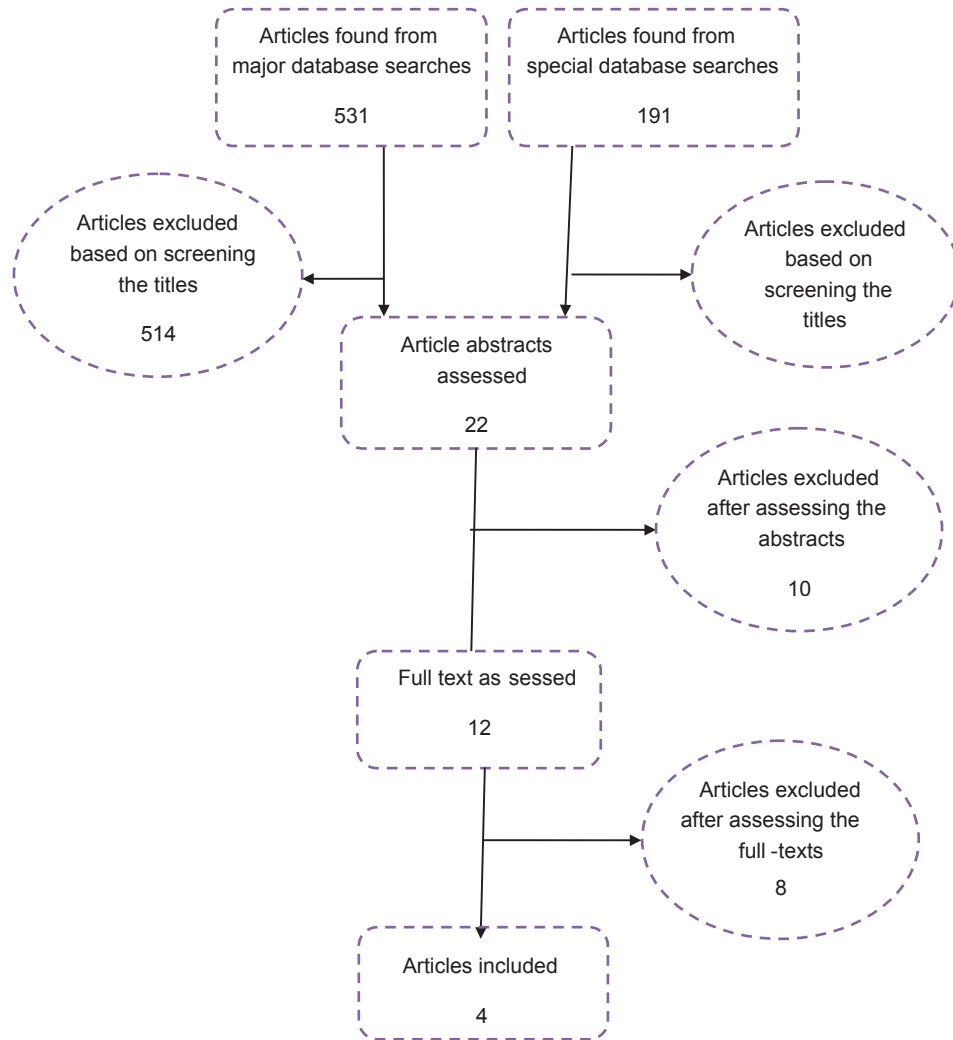 Articles found from
major database searches
531
Articles found from
special database searches
191
Articles excluded
based on screening
the titles
514
Articles excluded
based on
screening the
titles
Article abstracts
assessed
22
Articles excluded
after assessing the
abstracts
10
Full text as sessed
12
Articles excluded
after assessing the
full -texts
8
Articles included
4